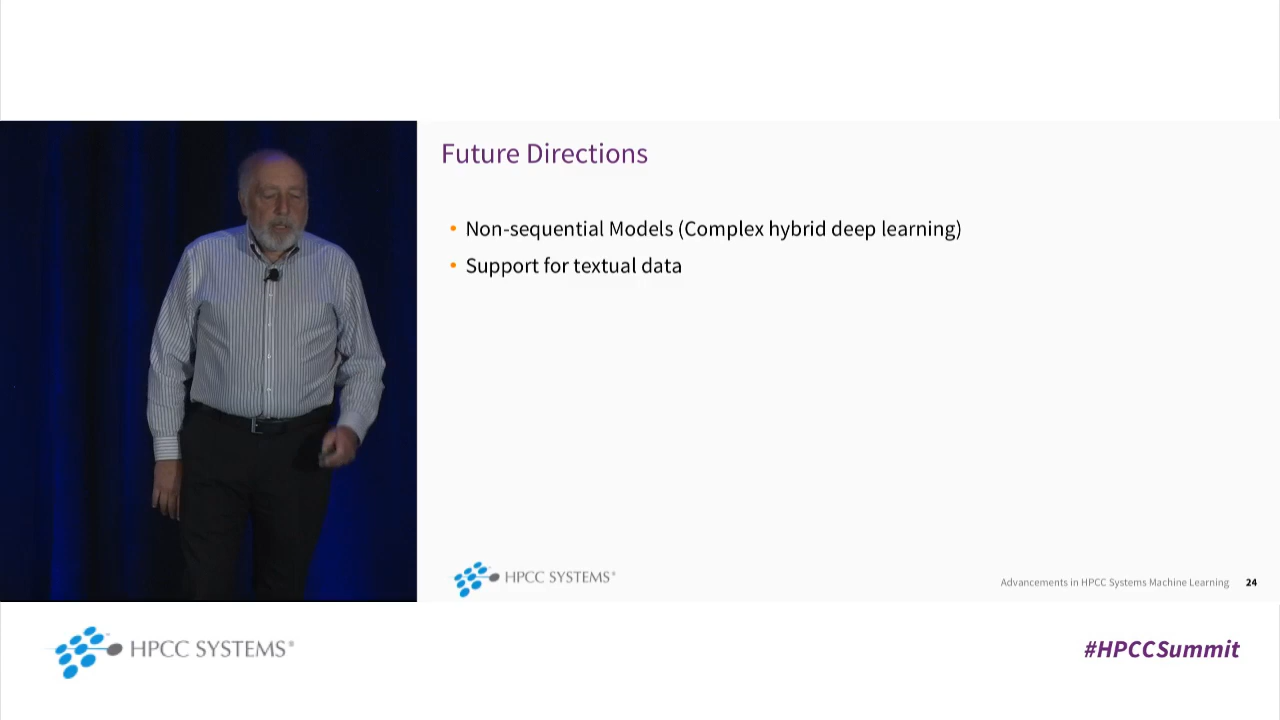 Future Directions
• Non-sequential Models (Complex hybrid deep learning)
• Support for textual data
HPCC SYSTEMS®
Advancements in HPCC Systems Machine Learning 24
HPCC SYSTEMS®
#HPCCSummit